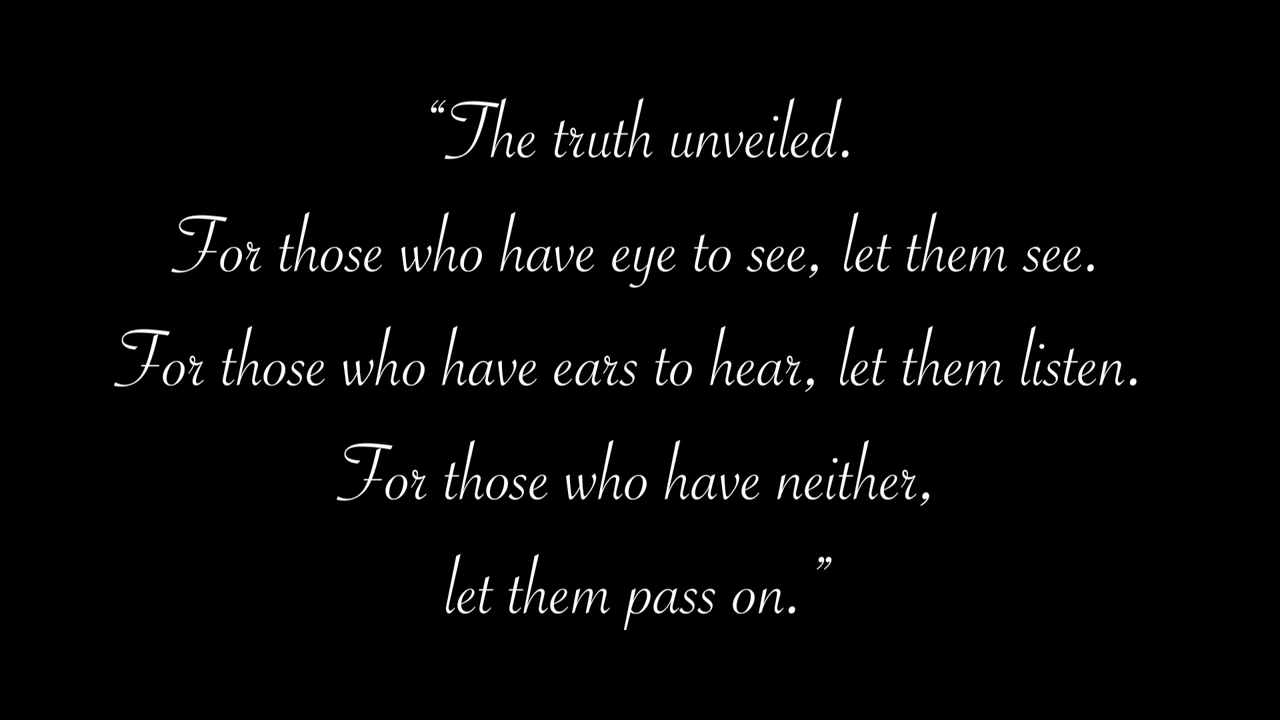 “The truth unveiled.
For those who have eye to see, let them see.
For those who have ears to hear, let them listen.
For those who have neither,
let them pass on.”